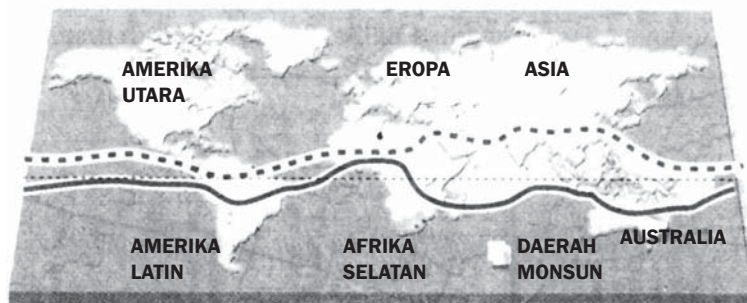 AMERIKA
UTARA
EROPA
ASIA
AMERIKA
LATIN
AFRIKA
SELATAN
DAERAH
MONSUN
AUSTRALIA